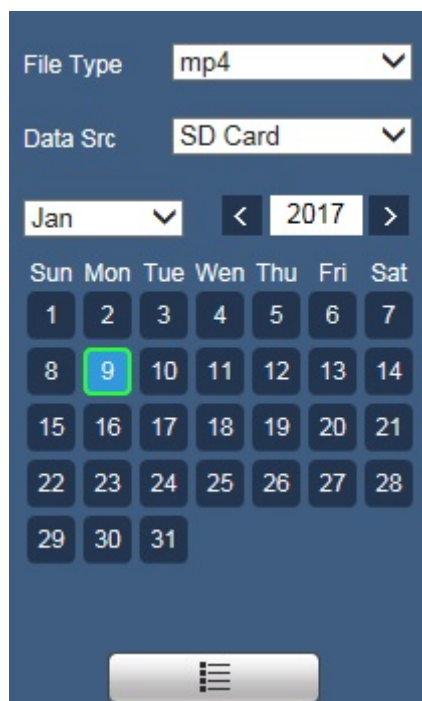 File Type mp4
Data Src SD Card
Jan < 2017 >
Sun Mon Tue Wen Thu Fri Sat
1 2 3 4 5 6 7
8 9 10 11 12 13 14
15 16 17 18 19 20 21
22 23 24 25 26 27 28
29 30 31